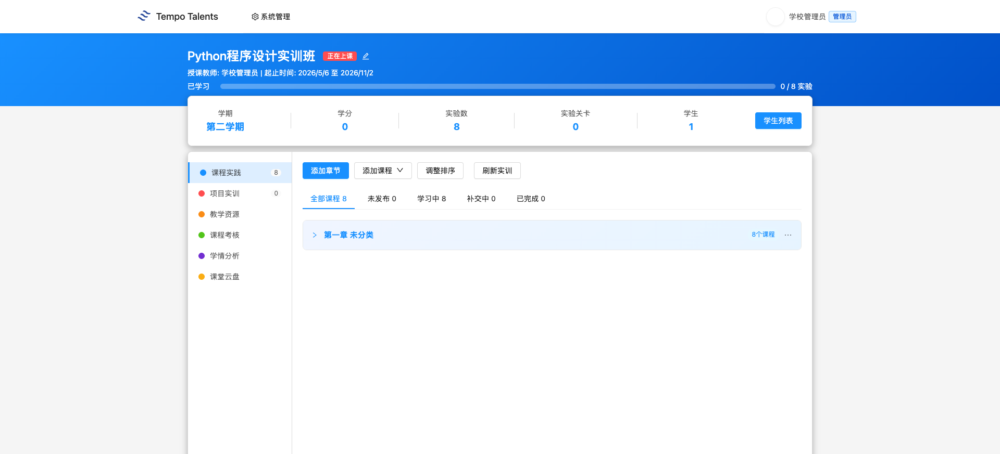 Tempo Talents
系统管理
学校管理员 管理员
Python程序设计实训班 正在上课
授课教师: 学校管理员 | 起止时间: 2026/5/6 至 2026/11/2
已学习 0 / 8 实验
学期 学分 实验数 实验关卡 学生
第二学期 0 8 0 1
学生列表
课程实践 8
项目实训 0
教学资源
课程考核
学情分析
课堂云盘
添加章节 添加课程 调整排序 刷新实训
全部课程 8 未发布 0 学习中 8 补交中 0 已完成 0
第一章 未分类 8个课程 ···